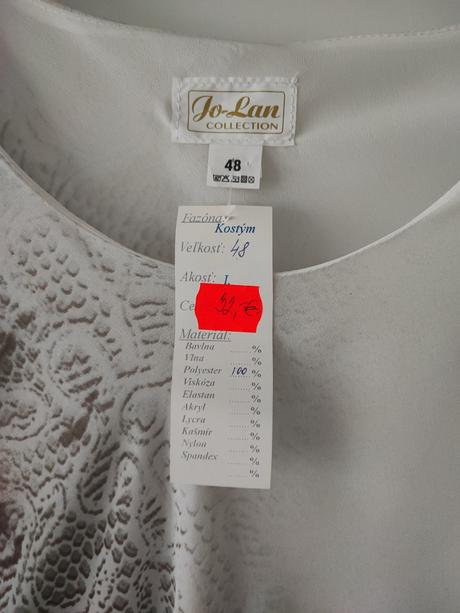 Jo-Lan
COLLECTION
48
Fazóna:
Kostým
Veľkosť: 48
Akosť: I.
Ce
€
Materiál:
Bavlna ........%
Vlna ........%
Polyester 100 %
Viskóza ........%
Elastan ........%
Akryl ........%
Lycra ........%
Kašmír ........%
Nylon ........%
Spandex ........%
........%